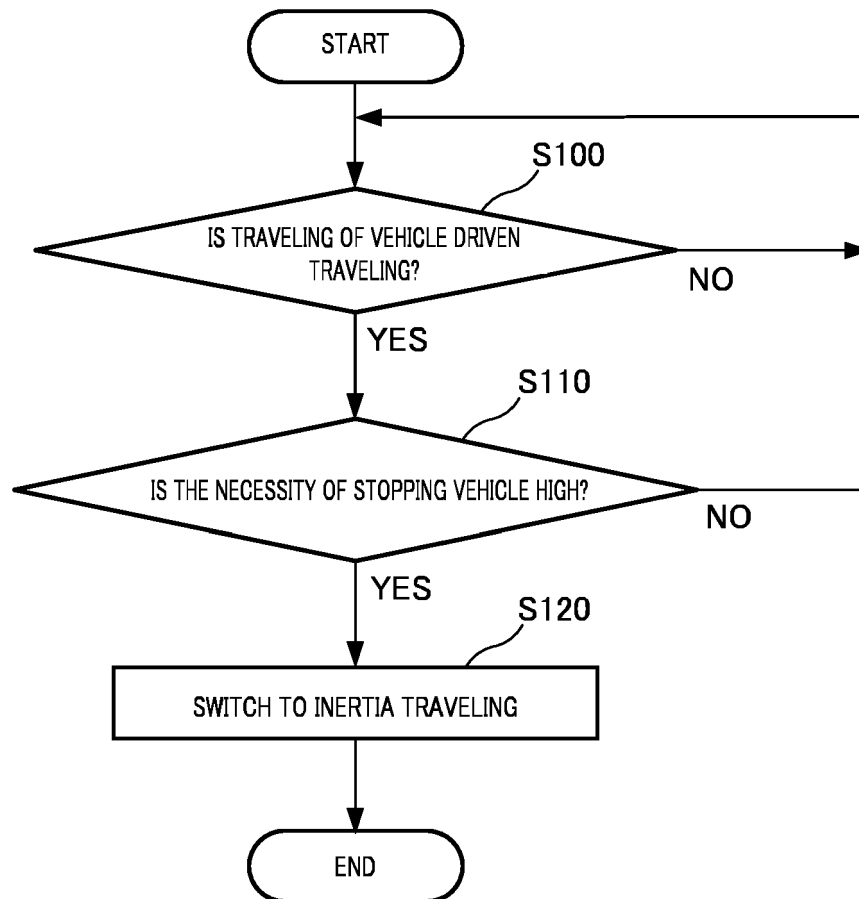 START
S100
IS TRAVELING OF VEHICLE DRIVEN
TRAVELING?
NO
YES
S110
IS THE NECESSITY OF STOPPING VEHICLE HIGH?
NO
YES
S120
SWITCH TO INERTIA TRAVELING
END